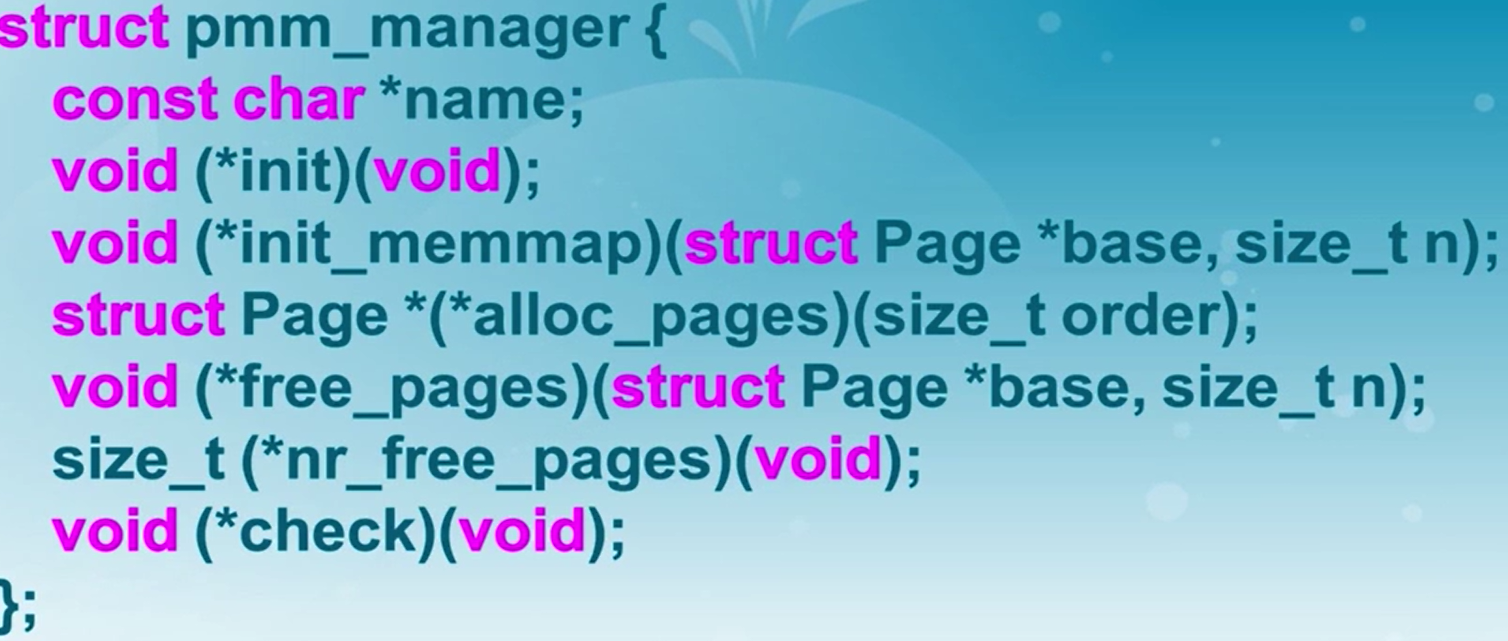 struct pmm_manager {
const char *name;
void (*init)(void);
void (*init_memmap)(struct Page *base, size_t n);
struct Page *(*alloc_pages)(size_t order);
void (*free_pages)(struct Page *base, size_t n);
size_t (*nr_free_pages)(void);
void (*check)(void);
};